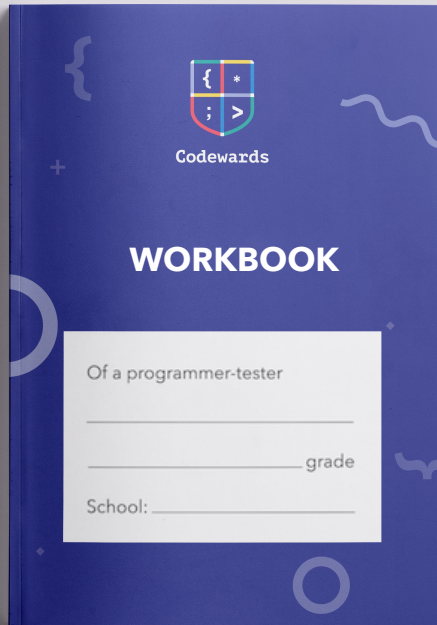 { *
; >
Codewards
WORKBOOK
Of a programmer-tester
grade
School: